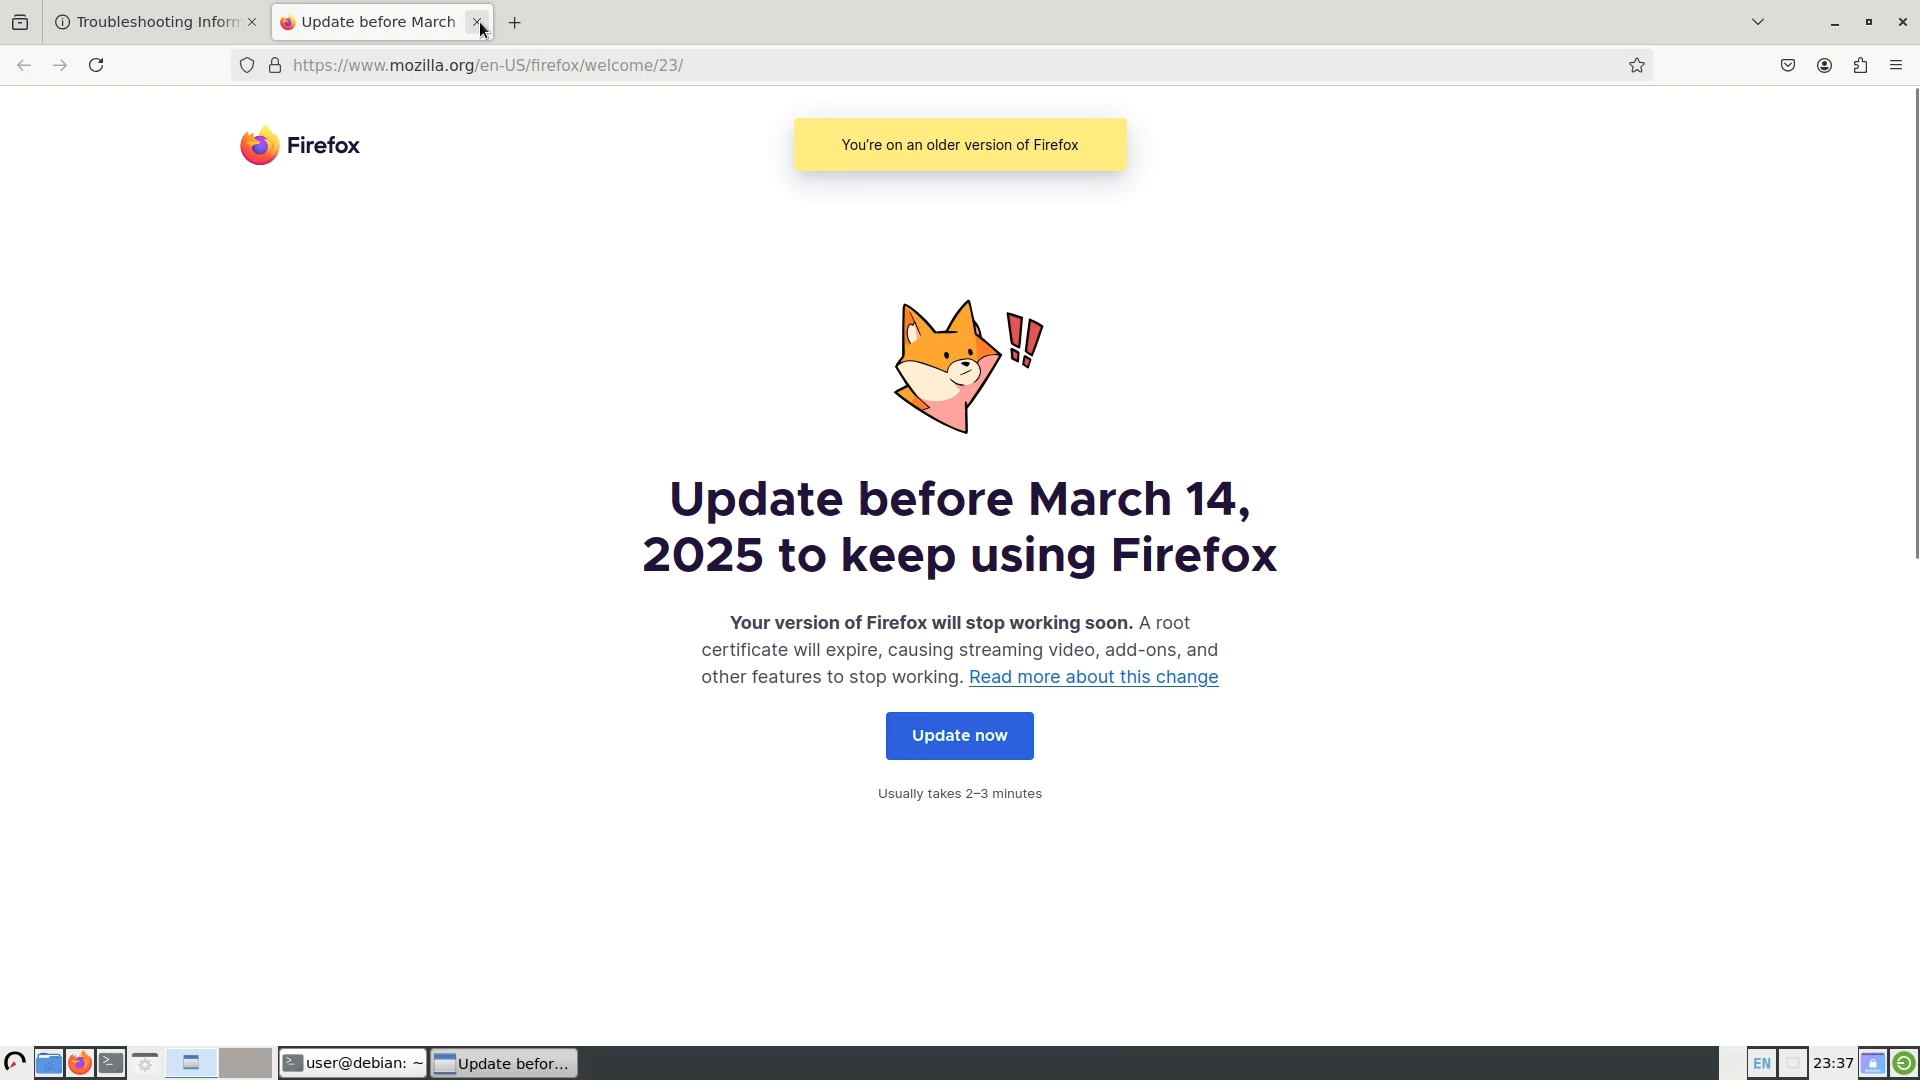 Troubleshooting Inform
Update before March
https://www.mozilla.org/en-US/firefox/welcome/23/
Firefox
You're on an older version of Firefox
Update before March 14,
2025 to keep using Firefox
Your version of Firefox will stop working soon. A root
certificate will expire, causing streaming video, add-ons, and
other features to stop working. Read more about this change
Update now
Usually takes 2–3 minutes
user@debian: ~
Update befor...
EN
23:37